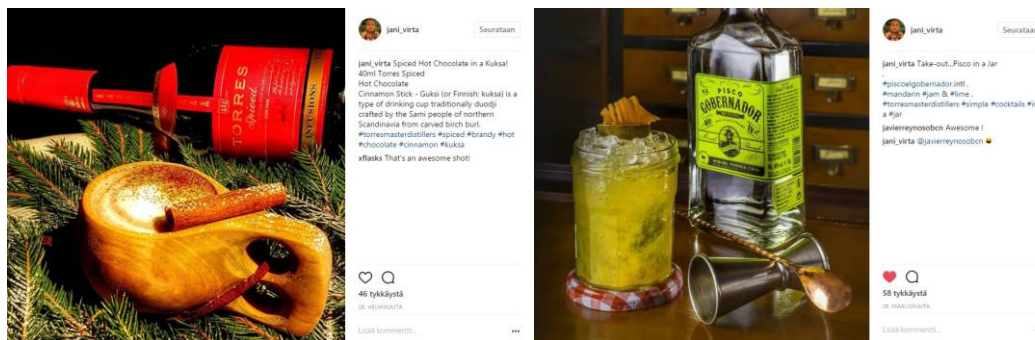 jani_virta
Seurataan
jani_virta Spiced Hot Chocolate in a Kuksa!
40ml Torres Spiced
Hot Chocolate
Cinnamon Stick - Guksi (or Finnish: kuksa) is a
type of drinking cup traditionally duodji
crafted by the Sami people of northern
Scandinavia from carved birch burl.
#torresmasterdistillers #spiced #brandy #hot
#chocolate #cinnamon #kuksa
xflasks That's an awesome shot!
46 tykkäystä
HELMIKUUTA
Lisää kommentti...
TORRES
Spiced
INFUSIONS
jani_virta
Seurataan
jani_virta Take-out...Pisco in a Jar
.
#piscoelgobernador.intl .
#mandarin #jam & #lime .
#torresmasterdistillers #simple #cocktails
a #jar
javierreynosobcn Awesome !
jani_virta @javierreynosobcn
58 tykkäystä
MAALISKUUTA
Lisää kommentti...
PISCO
GOBERNADOR